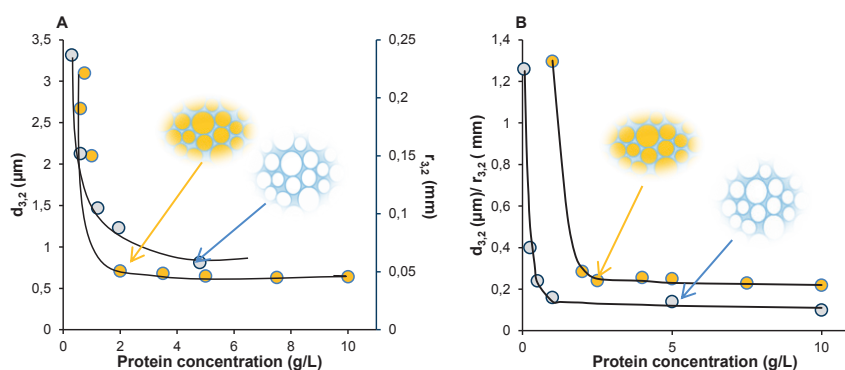 A
3,5
3
2,5
2
1,5
1
0,5
0
d3,2 (µm)
0,25
0,2
0,15
0,1
0,05
0
r3,2 (mm)
0 2 4 6 8 10
Protein concentration (g/L)
B
1,4
1,2
1
0,8
0,6
0,4
0,2
0
d3,2 (µm)/ r3,2 ( mm)
0 5 10
Protein concentration (g/L)